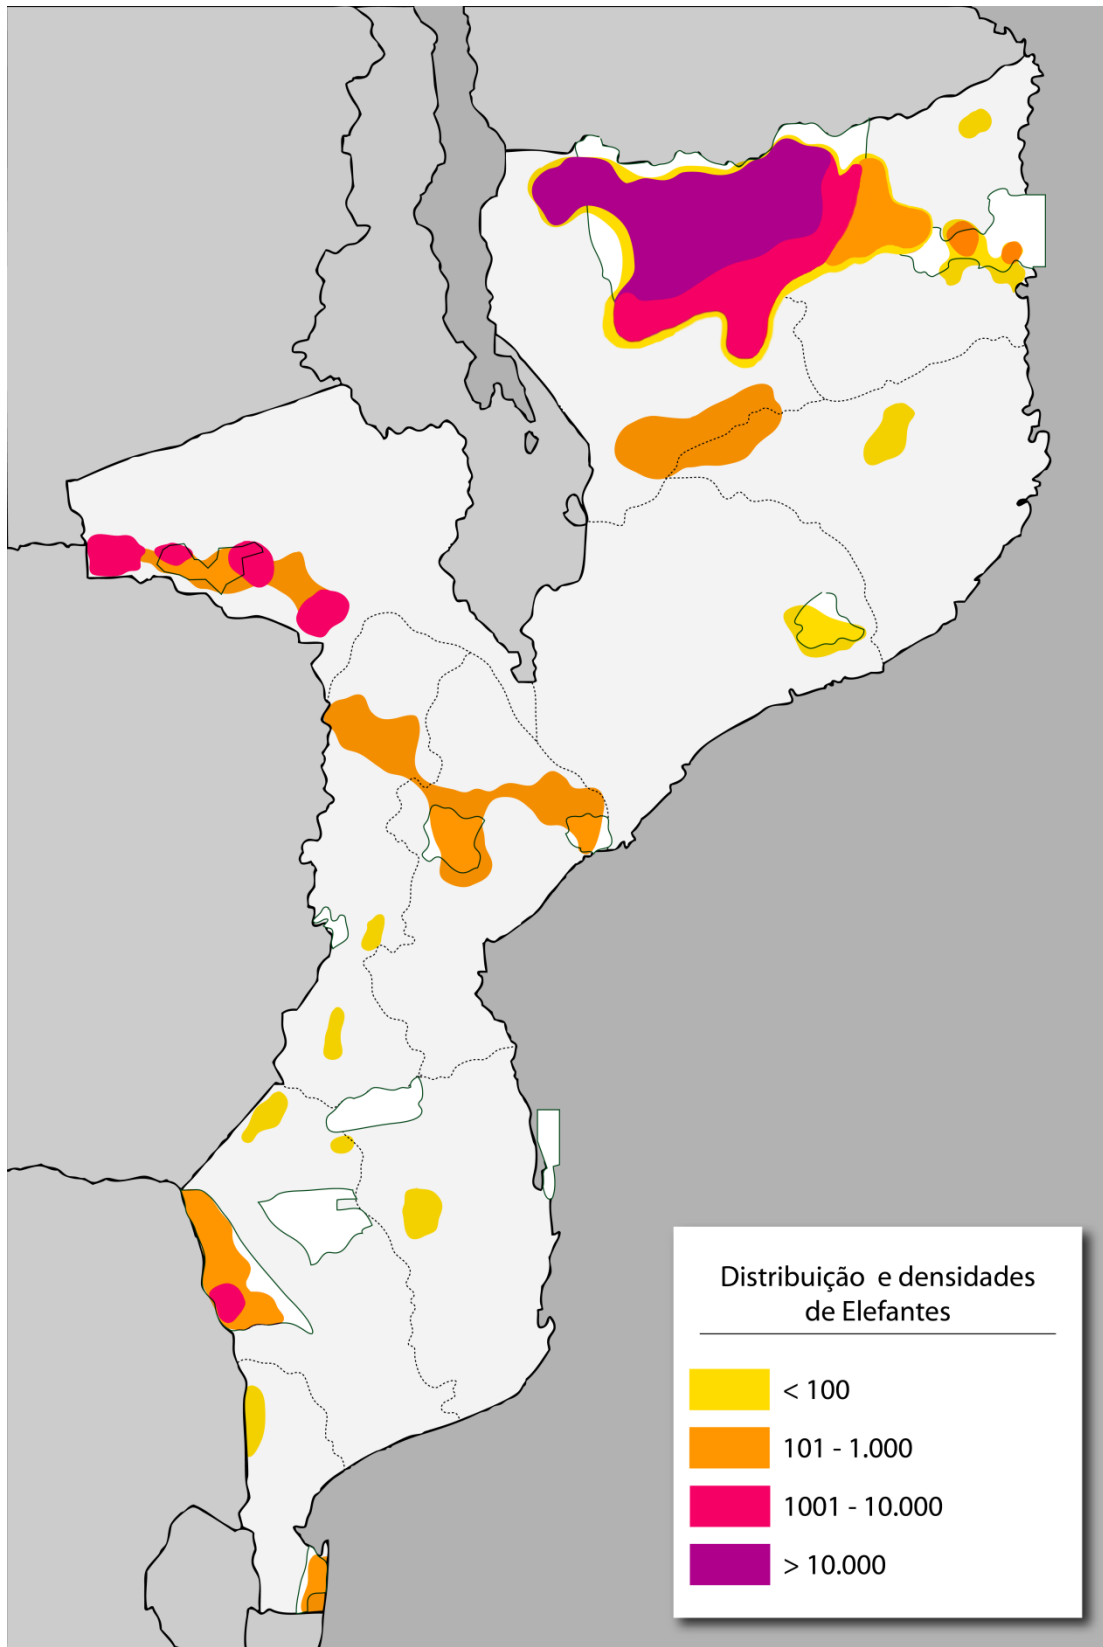 Distribuição e densidades
de Elefantes
< 100
101 - 1.000
1001 - 10.000
> 10.000